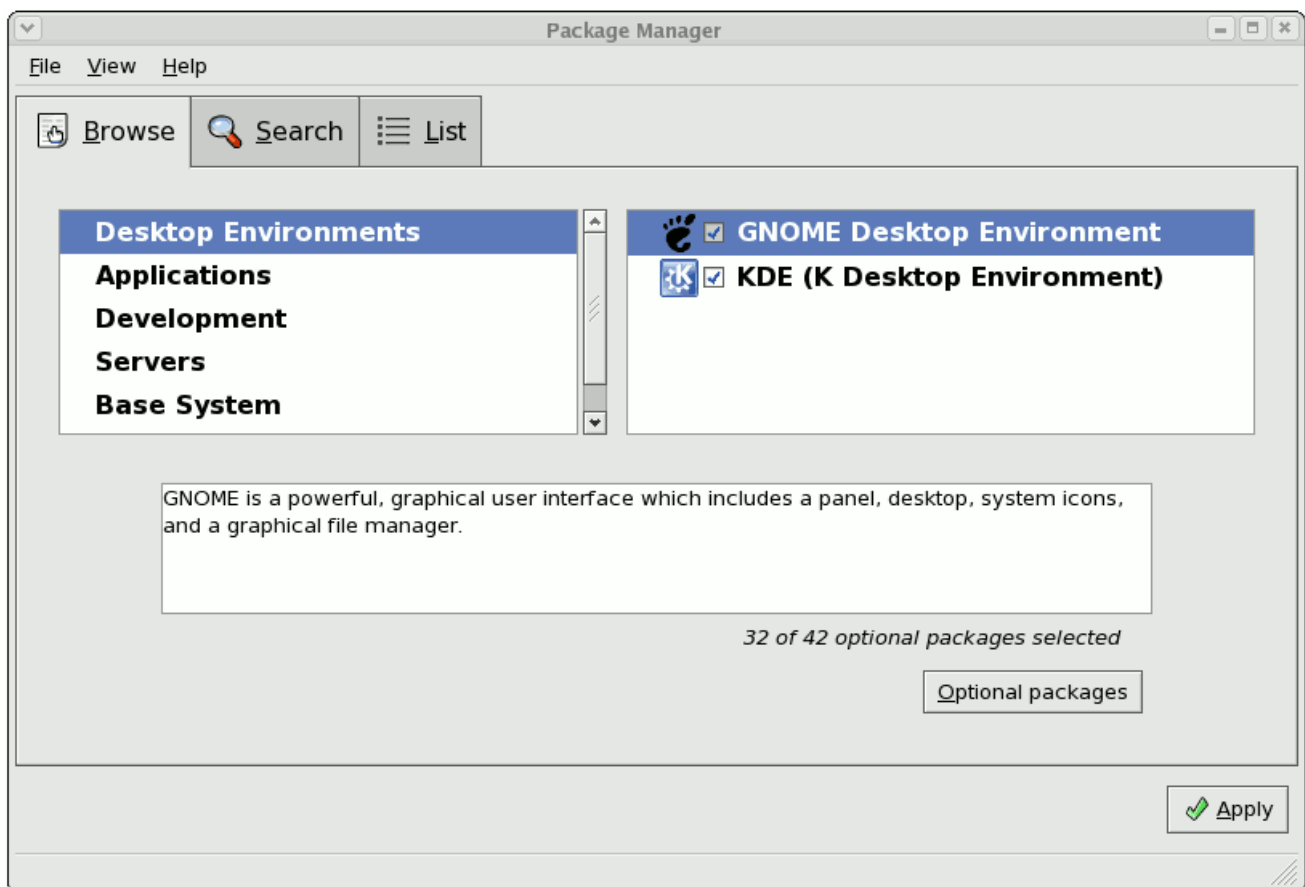 Package Manager
File View Help
Browse Search List
Desktop Environments
Applications
Development
Servers
Base System
GNOME Desktop Environment
KDE (K Desktop Environment)
GNOME is a powerful, graphical user interface which includes a panel, desktop, system icons,
and a graphical file manager.
32 of 42 optional packages selected
Optional packages
Apply